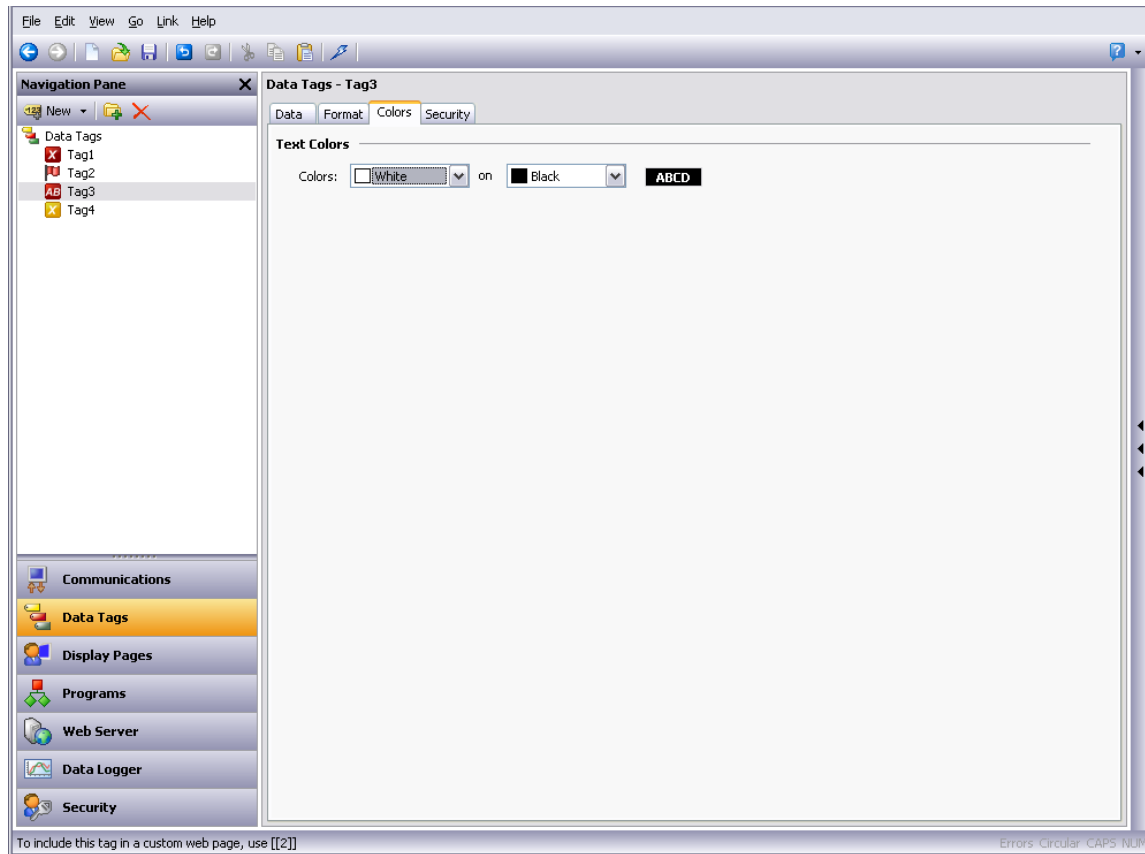 File Edit View Go Link Help
Navigation Pane
New
Data Tags
Tag1
Tag2
Tag3
Tag4
Communications
Data Tags
Display Pages
Programs
Web Server
Data Logger
Security
Data Tags - Tag3
Data Format Colors Security
Text Colors
Colors: White on Black ABCD
To include this tag in a custom web page, use [[2]]
Errors Circular CAPS NUM